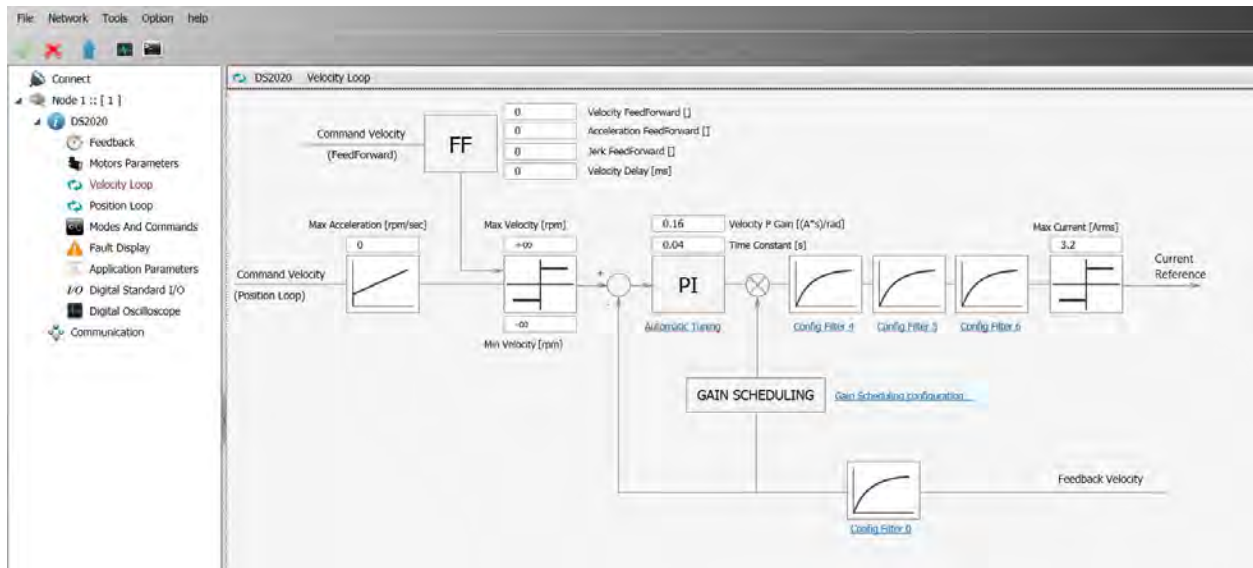 File Network Tools Option help
Connect
Node 1 :: [ 1 ]
DS2020
Feedback
Motors Parameters
Velocity Loop
Position Loop
Modes And Commands
Fault Display
Application Parameters
I/O Digital Standard I/O
Digital Oscilloscope
Communication
DS2020 Velocity Loop
Command Velocity
(FeedForward)
FF
0 Velocity FeedForward []
0 Acceleration FeedForward []
0 Jerk FeedForward []
0 Velocity Delay [ms]
Max Acceleration [rpm/sec]
0
Max Velocity [rpm]
+∞
0.16 Velocity P Gain [(A*s)/rad]
0.04 Time Constant [s]
Max Current [Arms]
3.2
Command Velocity
(Position Loop)
+
-
PI
Current
Reference
-∞
Min Velocity [rpm]
Automatic Tuning
Config Filter 4
Config Filter 5
Config Filter 6
GAIN SCHEDULING
Gain Scheduling configuration
Feedback Velocity
Config Filter 0